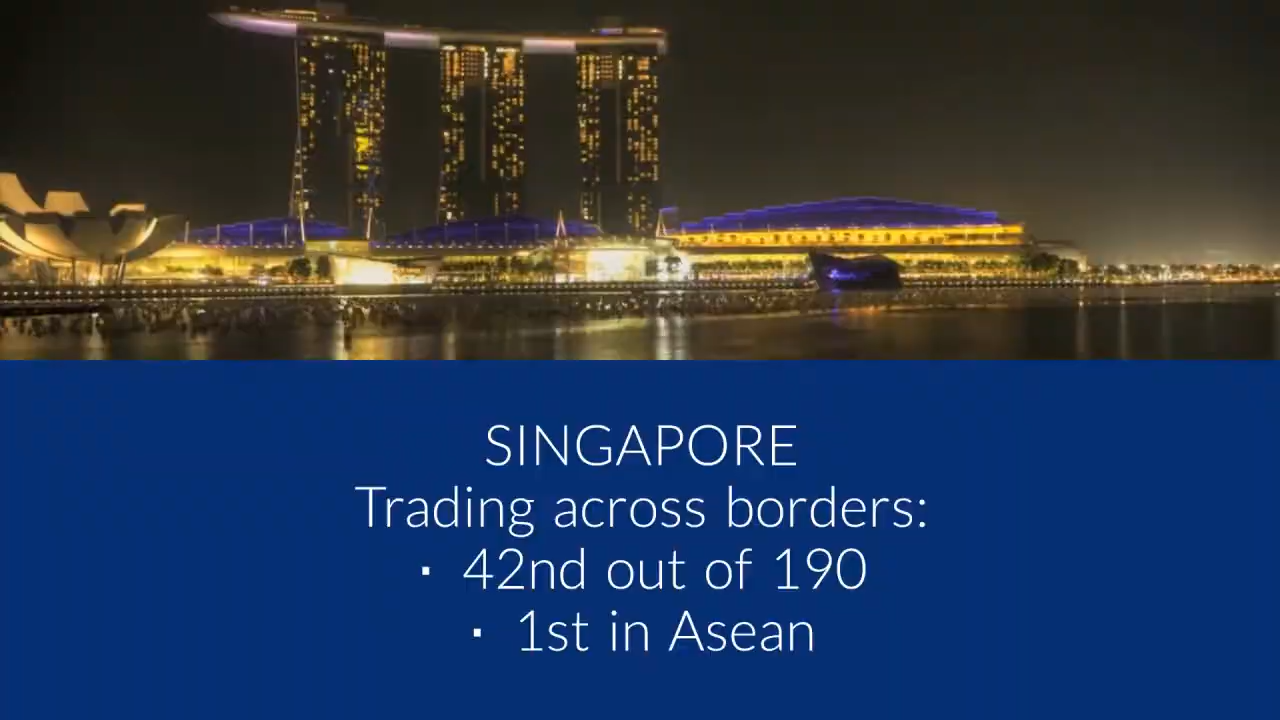 SINGAPORE
Trading across borders:
· 42nd out of 190
· 1st in Asean